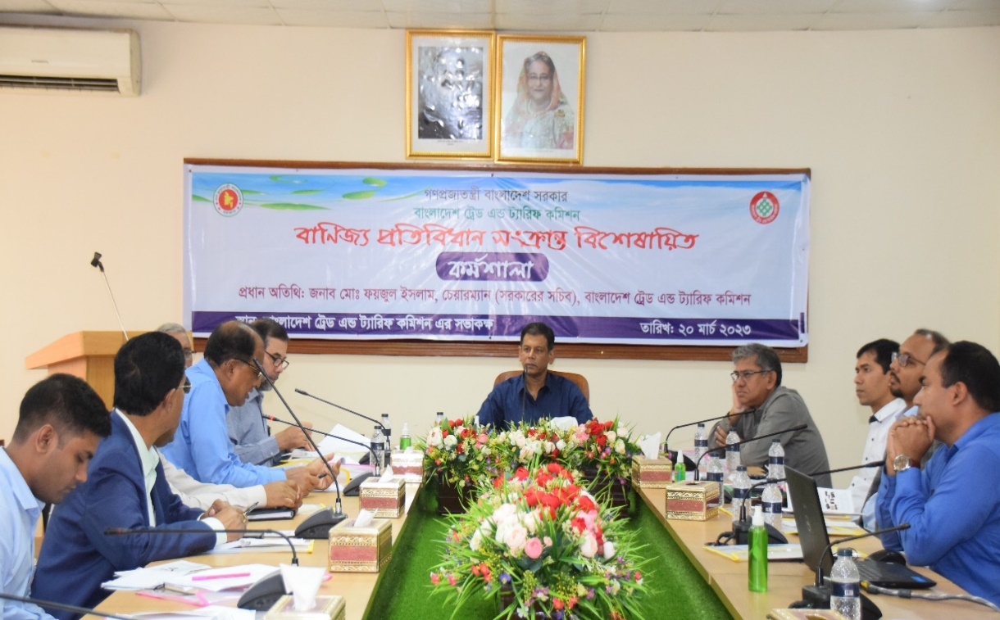 গণপ্রজাতন্ত্রী বাংলাদেশ সরকার
বাংলাদেশ ট্রেড এন্ড ট্যারিফ কমিশন
বাণিজ্য প্রতিবিধান সংক্রান্ত বিশেষায়িত
কর্মশালা
প্রধান অতিথি: জনাব মোঃ ফয়জুল ইসলাম, চেয়ারম্যান (সরকারের সচিব), বাংলাদেশ ট্রেড এন্ড ট্যারিফ কমিশন
বাংলাদেশ ট্রেড এন্ড ট্যারিফ কমিশন এর সভাকক্ষ তারিখ: ২০ মার্চ ২০২৩